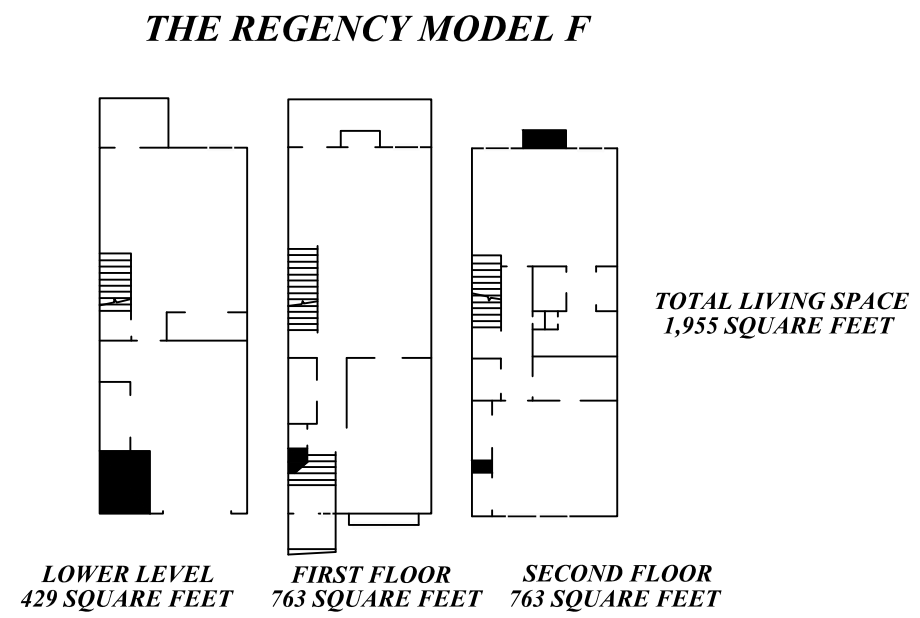 THE REGENCY MODEL F
TOTAL LIVING SPACE
1,955 SQUARE FEET
LOWER LEVEL
429 SQUARE FEET
FIRST FLOOR
763 SQUARE FEET
SECOND FLOOR
763 SQUARE FEET